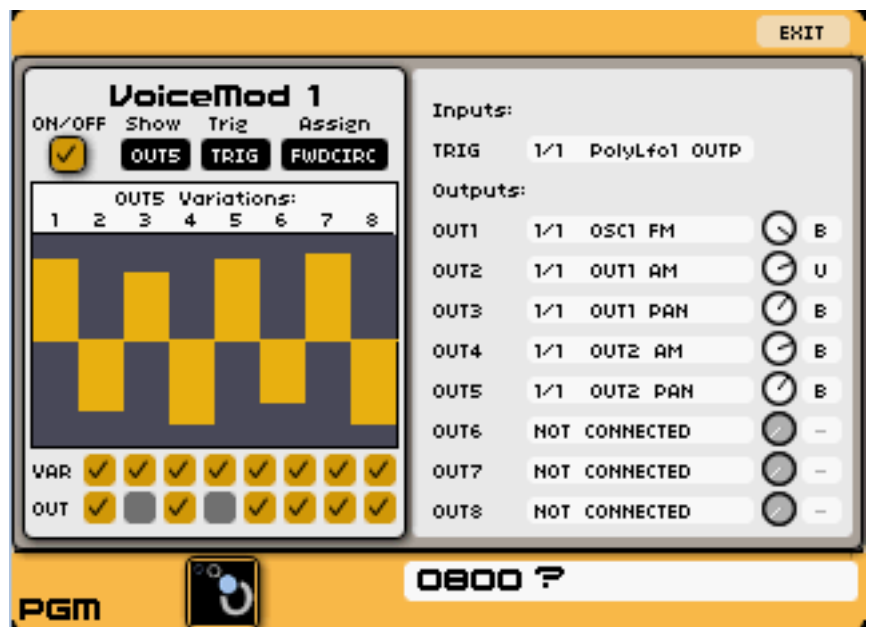 EXIT
VoiceMod 1
ON/OFF Show Trig Assign
OUT5 TRIG FWDCIRC
OUT5 Variations:
1 2 3 4 5 6 7 8
VAR
OUT
Inputs:
TRIG 1/1 PolyLfo1 OUTP
Outputs:
OUT1 1/1 OSC1 FM B
OUT2 1/1 OUT1 AM U
OUT3 1/1 OUT1 PAN B
OUT4 1/1 OUT2 AM B
OUT5 1/1 OUT2 PAN B
OUT6 NOT CONNECTED -
OUT7 NOT CONNECTED -
OUT8 NOT CONNECTED -
PGM
0800 ?